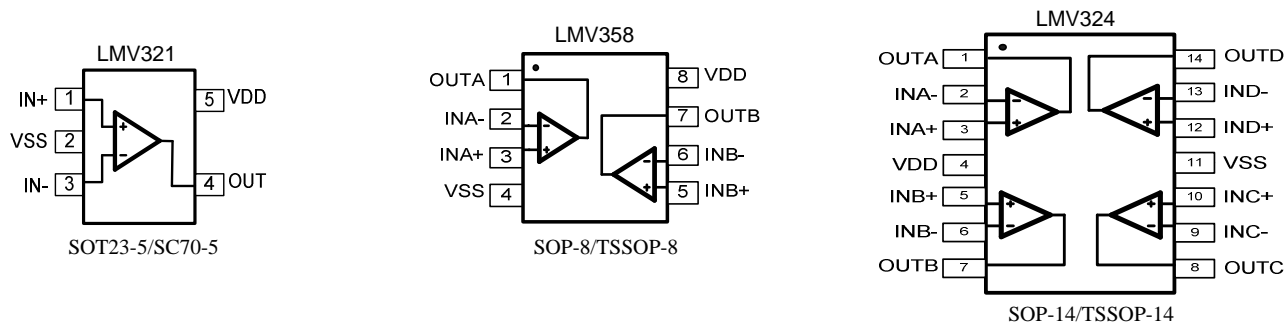 LMV321
IN+ 1
5 VDD
VSS 2
IN- 3
4 OUT
+
-
SOT23-5/SC70-5
LMV358
OUTA 1
8 VDD
INA- 2
7 OUTB
INA+ 3
6 INB-
VSS 4
5 INB+
-
+
-
+
SOP-8/TSSOP-8
LMV324
OUTA 1
14 OUTD
INA- 2
13 IND-
INA+ 3
12 IND+
VDD 4
11 VSS
INB+ 5
10 INC+
INB- 6
9 INC-
OUTB 7
8 OUTC
-
+
-
+
+
-
+
-
SOP-14/TSSOP-14